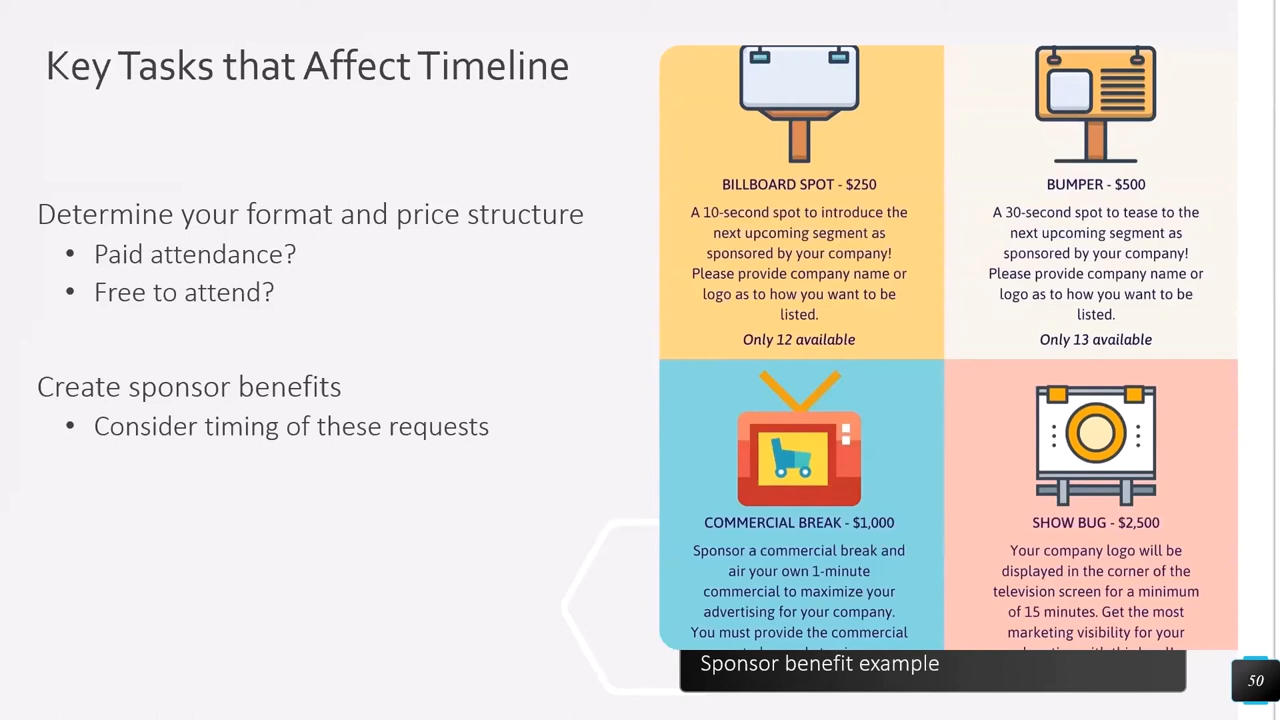 Key Tasks that Affect Timeline
Determine your format and price structure
• Paid attendance?
• Free to attend?
Create sponsor benefits
• Consider timing of these requests
BILLBOARD SPOT - $250
A 10-second spot to introduce the
next upcoming segment as
sponsored by your company!
Please provide company name or
logo as to how you want to be
listed.
Only 12 available
BUMPER - $500
A 30-second spot to tease to the
next upcoming segment as
sponsored by your company!
Please provide company name or
logo as to how you want to be
listed.
Only 13 available
COMMERCIAL BREAK - $1,000
Sponsor a commercial break and
air your own 1-minute
commercial to maximize your
advertising for your company.
You must provide the commercial
SHOW BUG - $2,500
Your company logo will be
displayed in the corner of the
television screen for a minimum
of 15 minutes. Get the most
marketing visibility for your
Sponsor benefit example
50